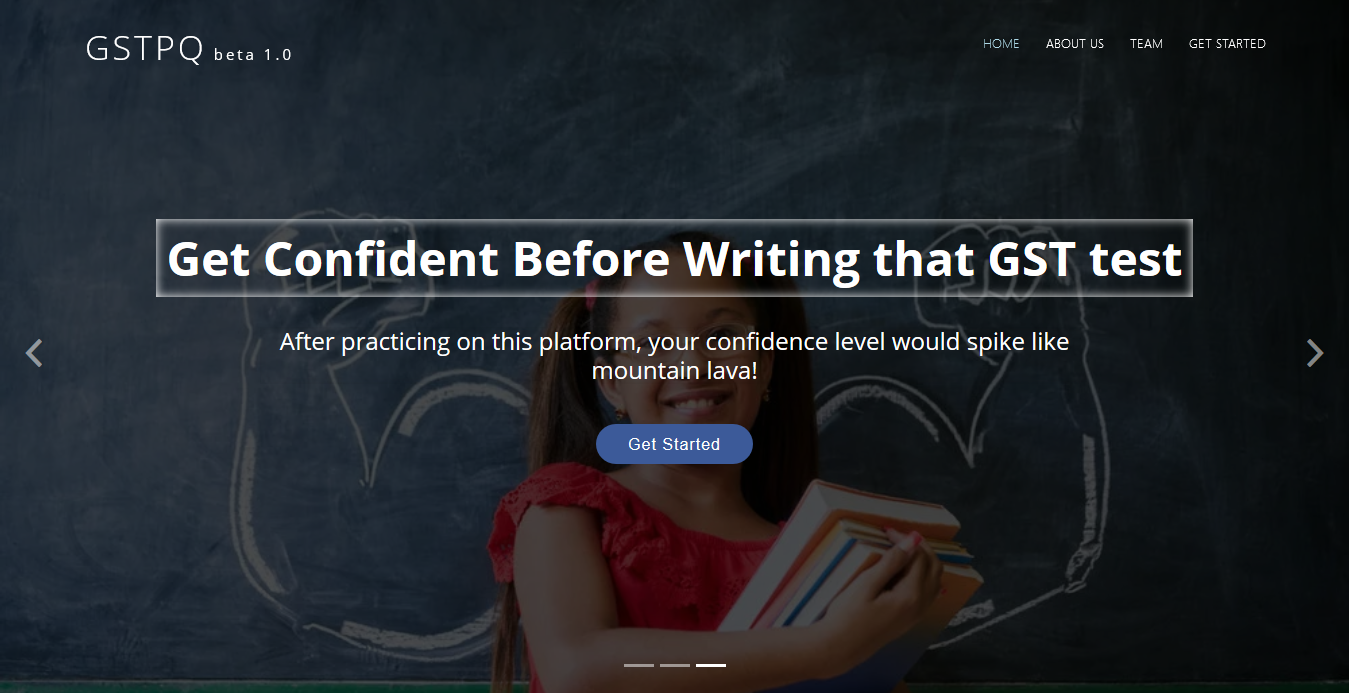 GSTPQ beta 1.0
HOME ABOUT US TEAM GET STARTED
Get Confident Before Writing that GST test
After practicing on this platform, your confidence level would spike like
mountain lava!
Get Started